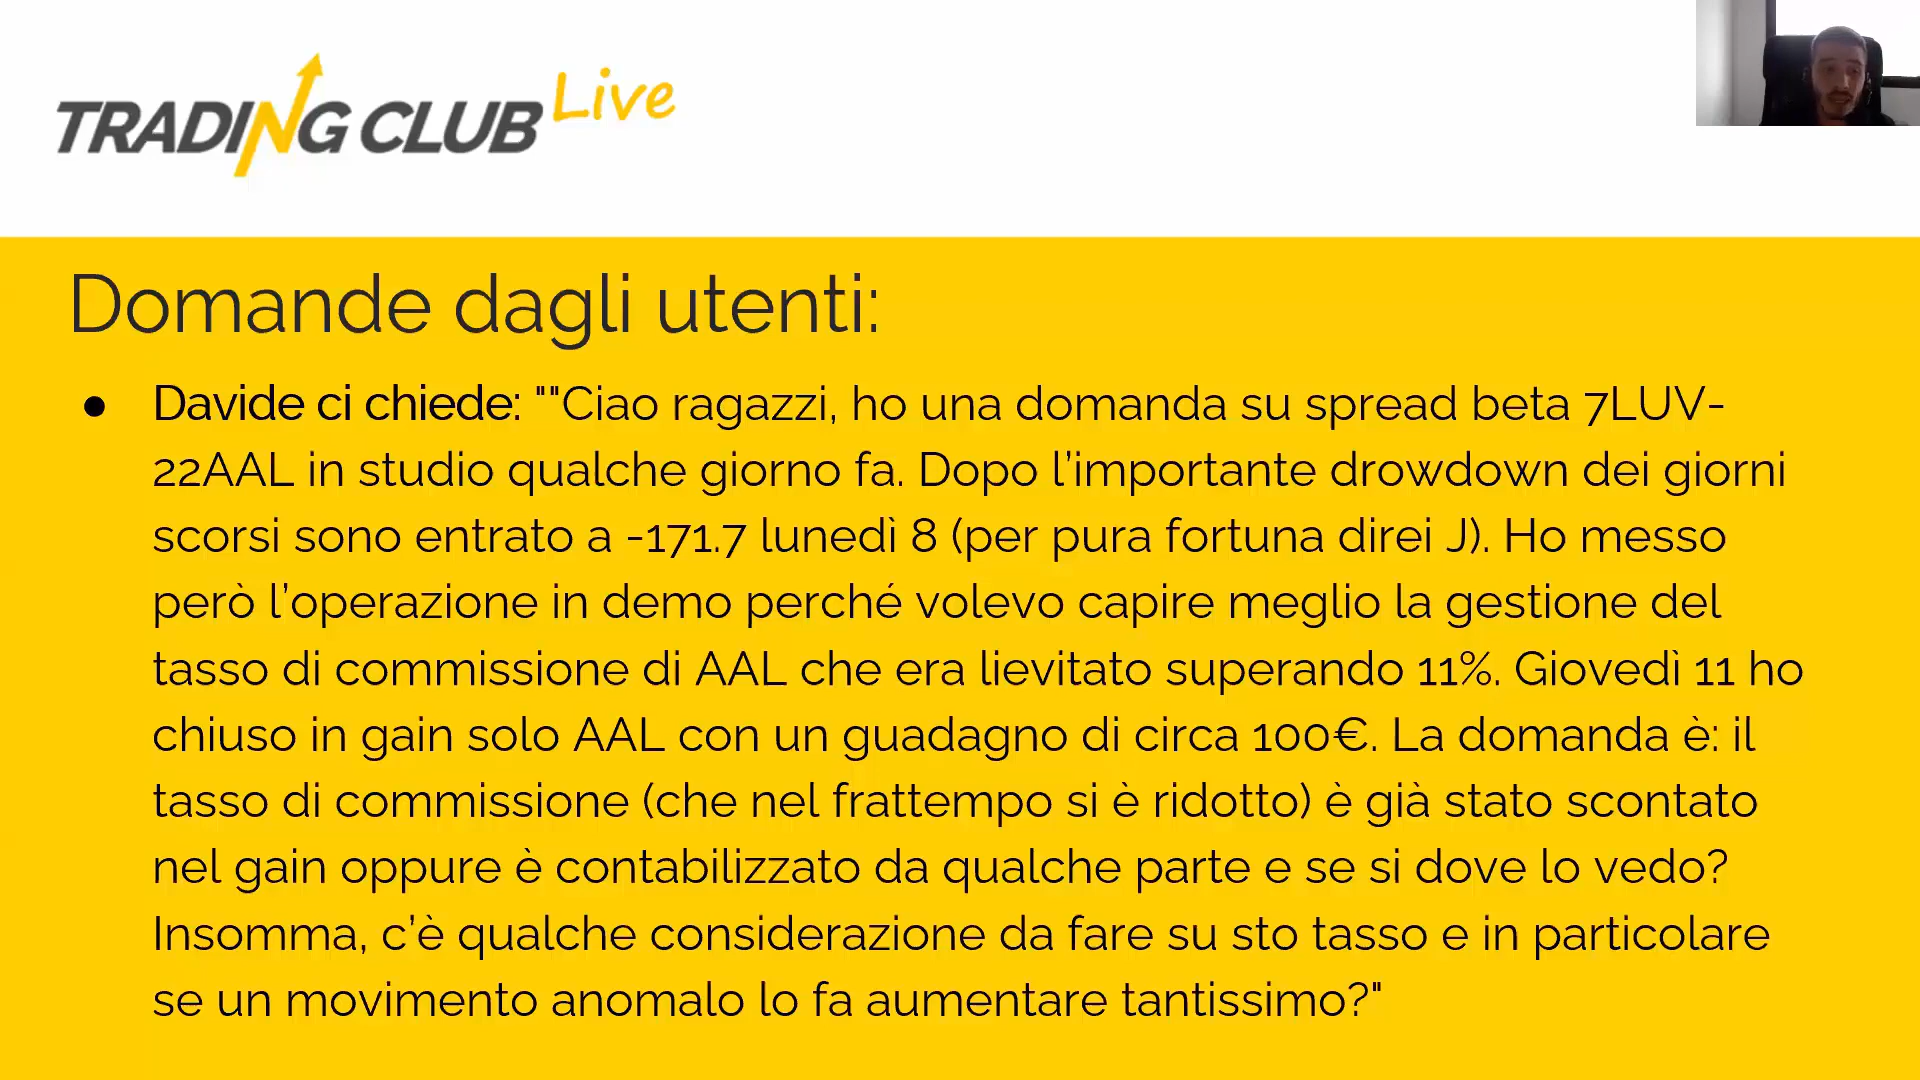 TRADING CLUB Live
Domande dagli utenti:
● Davide ci chiede: ""Ciao ragazzi, ho una domanda su spread beta 7LUV-
22AAL in studio qualche giorno fa. Dopo l'importante drowdown dei giorni
scorsi sono entrato a -171.7 lunedì 8 (per pura fortuna direi J). Ho messo
però l'operazione in demo perché volevo capire meglio la gestione del
tasso di commissione di AAL che era lievitato superando 11%. Giovedì 11 ho
chiuso in gain solo AAL con un guadagno di circa 100€. La domanda è: il
tasso di commissione (che nel frattempo si è ridotto) è già stato scontato
nel gain oppure è contabilizzato da qualche parte e se si dove lo vedo?
Insomma, c'è qualche considerazione da fare su sto tasso e in particolare
se un movimento anomalo lo fa aumentare tantissimo?"